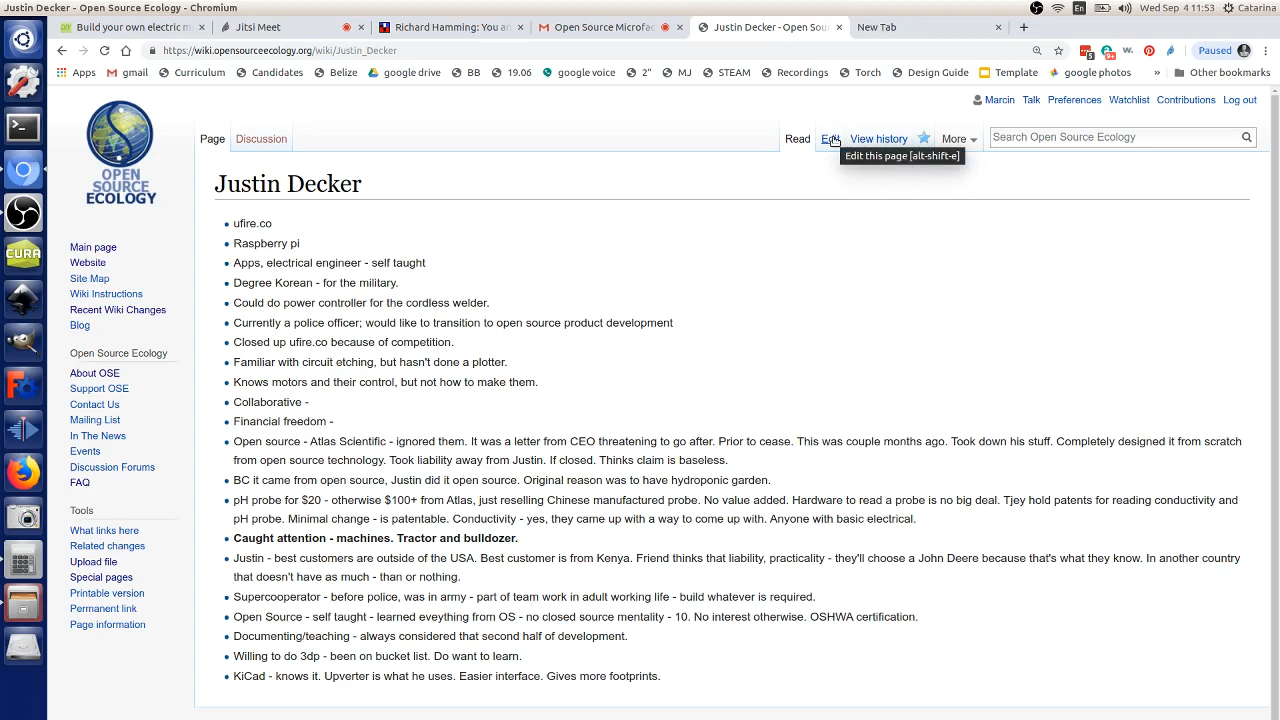 Justin Decker - Open Source Ecology - Chromium
En
Wed Sep 4 11:53
Catarina
Build your own electric m
Jitsi Meet
Richard Hamming: You an
Open Source Microfac
Justin Decker - Open Sou
New Tab
https://wiki.opensourceecology.org/wiki/Justin_Decker
Paused
Apps
gmail
Curriculum
Candidates
Belize
google drive
BB
19.06
google voice
2"
MJ
STEAM
Recordings
Torch
Design Guide
Template
google photos
»
Other bookmarks
Marcin
Talk
Preferences
Watchlist
Contributions
Log out
OPEN
SOURCE
ECOLOGY
Page
Discussion
Read
Edit
View history
More
Search Open Source Ecology
Edit this page [alt-shift-e]
CURA
Main page
Website
Site Map
Wiki Instructions
Recent Wiki Changes
Blog
Open Source Ecology
About OSE
Support OSE
Contact Us
Mailing List
In The News
Events
Feedback Forums
FAQ
Tools
What links here
Related changes
Upload file
Special pages
Printable version
Permanent link
Page information
Justin Decker
ufire.co
Raspberry pi
Apps, electrical engineer - self taught
Degree Korean - for the military.
Could do power controller for the cordless welder.
Currently a police officer; would like to transition to open source product development
Closed up ufire.co because of competition.
Familiar with circuit etching, but hasn't done a plotter.
Knows motors and their control, but not how to make them.
Collaborative -
Financial freedom -
Open source - Atlas Scientific - ignored them. It was a letter from CEO threatening to go after. Prior to cease. This was couple months ago. Took down his stuff. Completely designed it from scratch
from open source technology. Took liability away from Justin. If closed. Thinks claim is baseless.
BC it came from open source, Justin did it open source. Original reason was to have hydroponic garden.
pH probe for $20 - otherwise $100+ from Atlas, just reselling Chinese manufactured probe. No value added. Hardware to read a probe is no big deal. Tjey hold patents for reading conductivity and
pH probe. Minimal change - is patentable. Conductivity - yes, they came up with a way to come up with. Anyone with basic electrical.
Caught attention - machines. Tractor and bulldozer.
Justin - best customers are outside of the USA. Best customer is from Kenya. Friend thinks that liability, practicality - they'll choose a John Deere because that's what they know. In another country
that doesn't have as much - than or nothing.
Supercooperator - before police, was in army - part of team work in adult working life - build whatever is required.
Open Source - self taught - learned eveything from OS - no closed source mentality - 10. No interest otherwise. OSHWA certification.
Documenting/teaching - always considered that second half of development.
Willing to do 3dp - been on bucket list. Do want to learn.
KiCad - knows it. Upverter is what he uses. Easier interface. Gives more footprints.